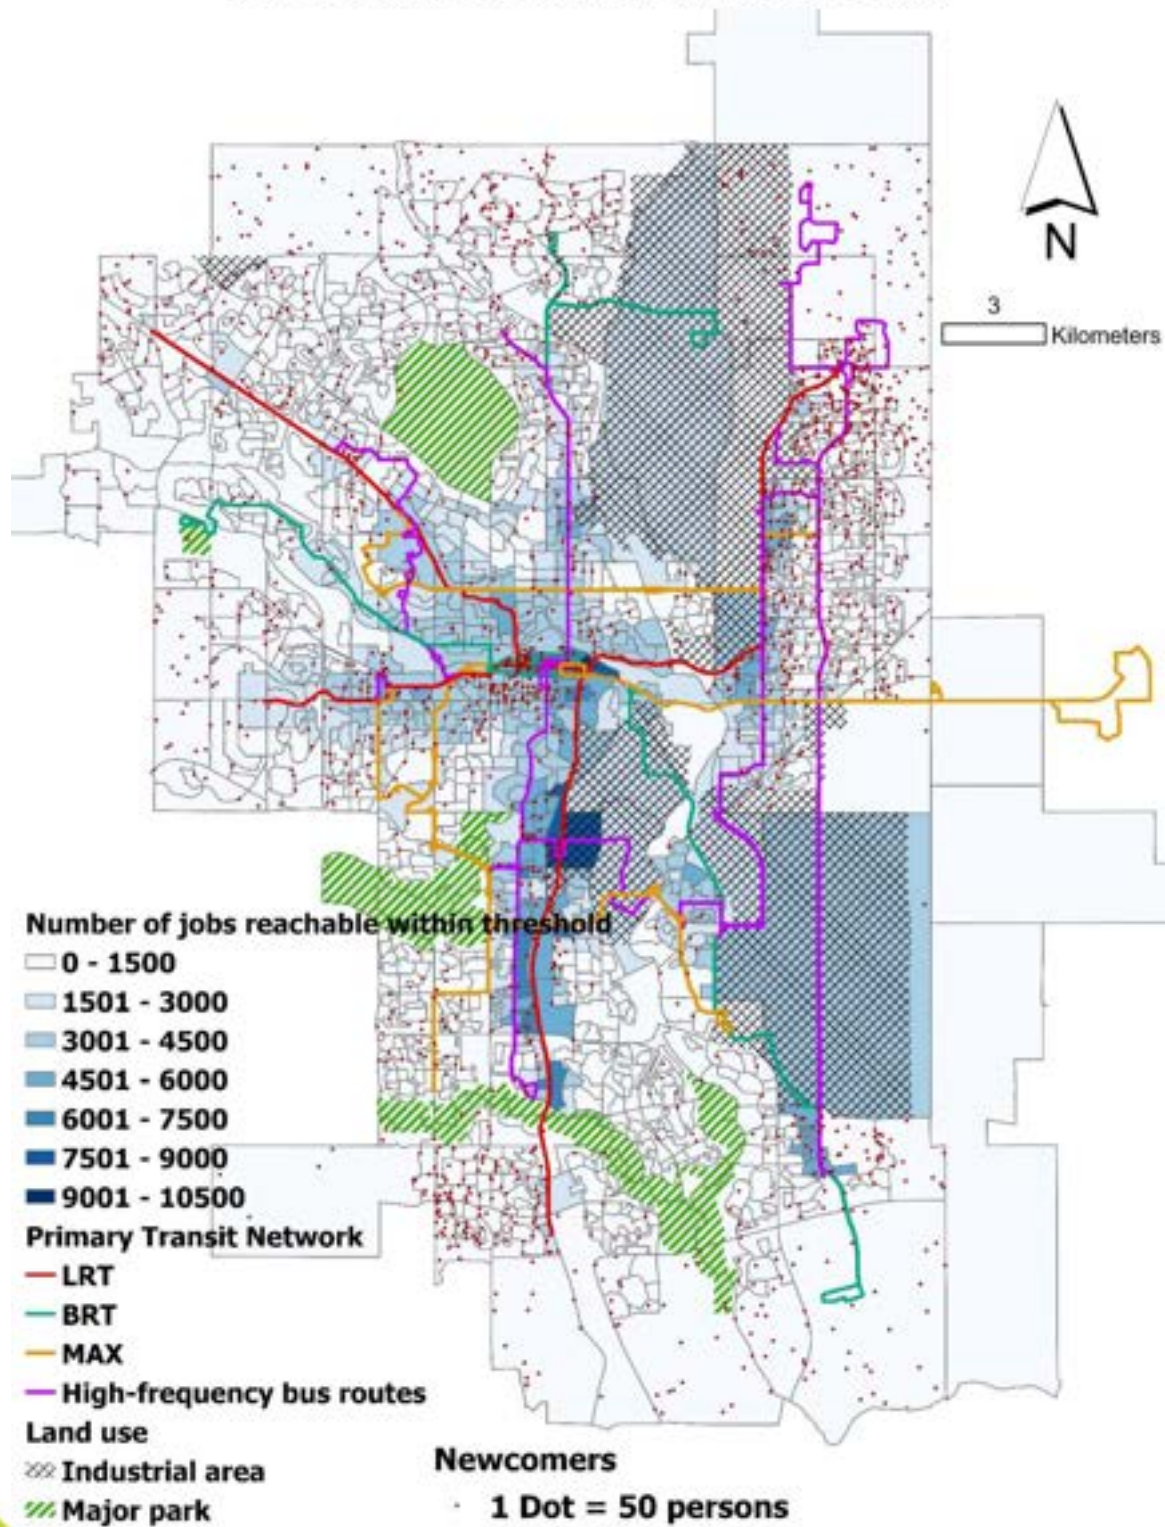 N
3
Kilometers
Number of jobs reachable within threshold
0 - 1500
1501 - 3000
3001 - 4500
4501 - 6000
6001 - 7500
7501 - 9000
9001 - 10500
Primary Transit Network
LRT
BRT
MAX
High-frequency bus routes
Land use
Industrial area
Major park
Newcomers
1 Dot = 50 persons